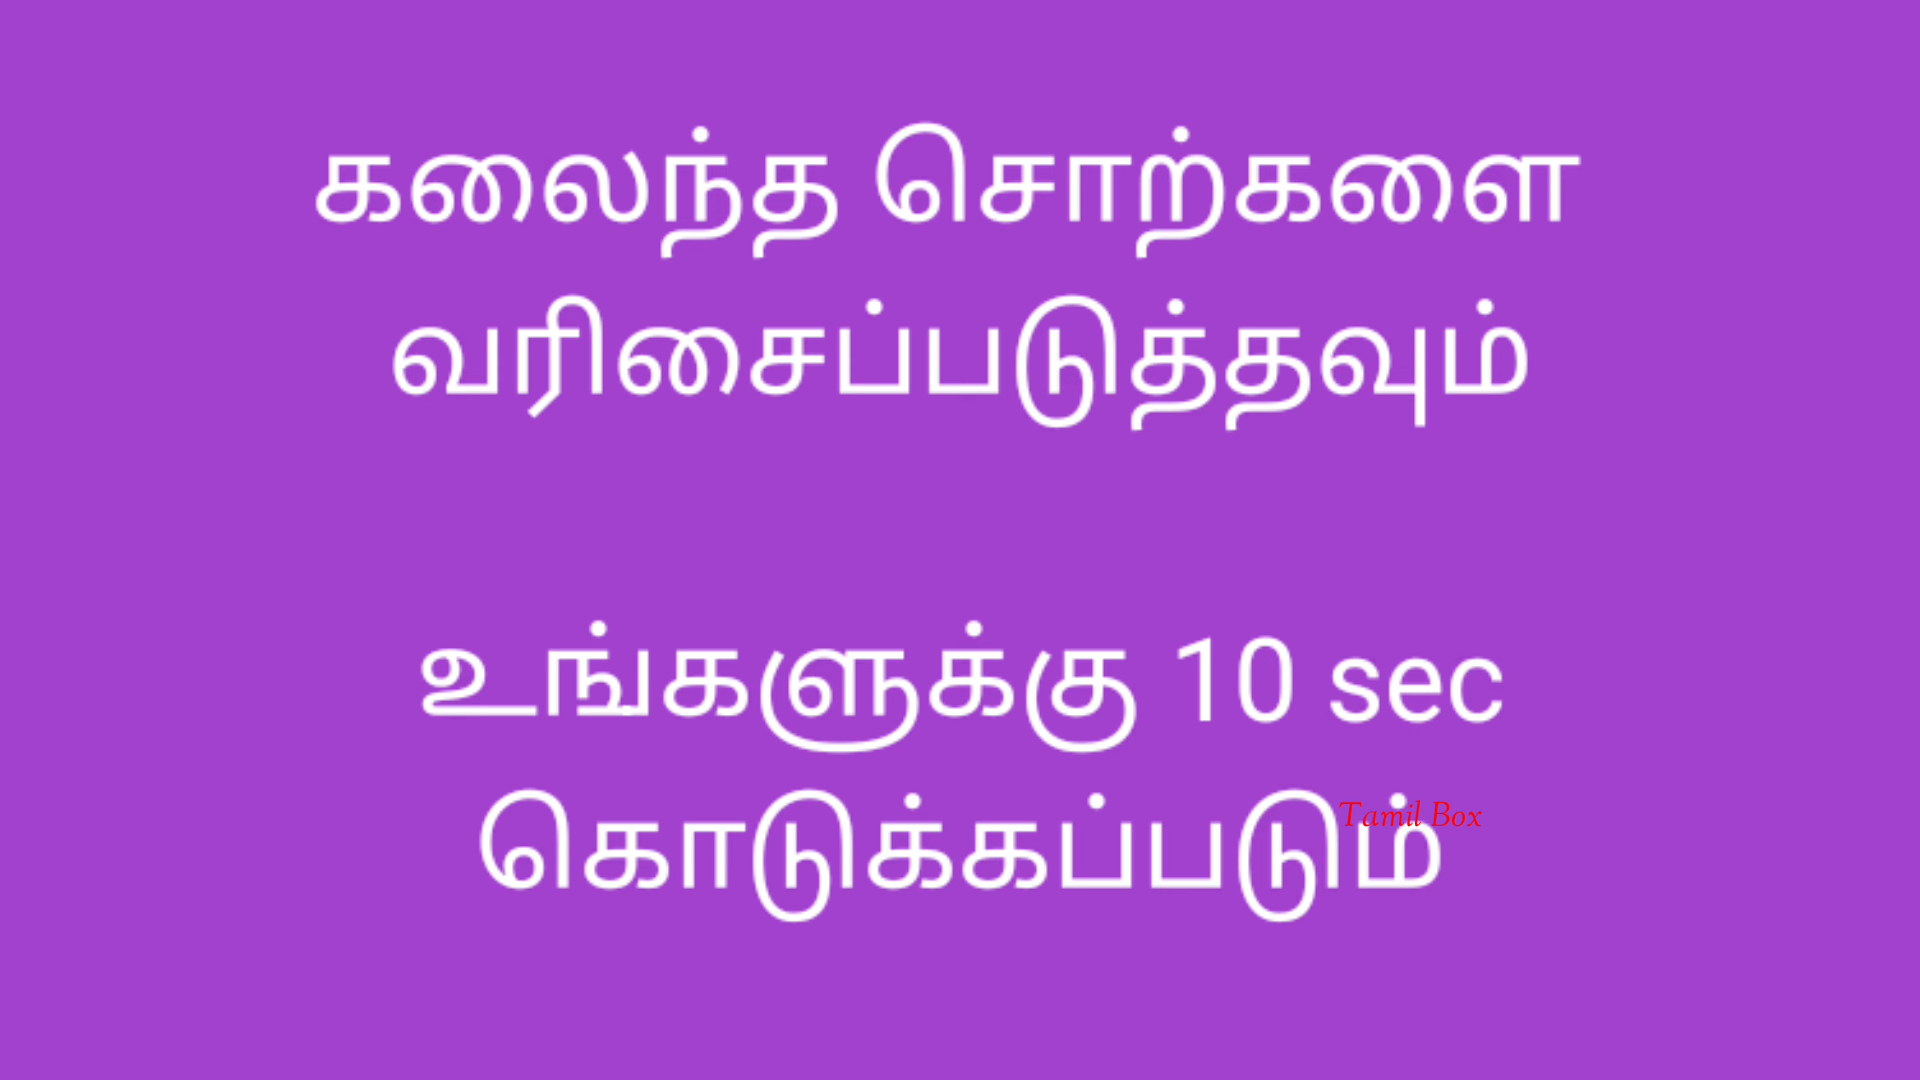 கலைந்த சொற்களை
வரிசைப்படுத்தவும்
உங்களுக்கு 10 sec
கொடுக்கப்படும்
Tamil Box